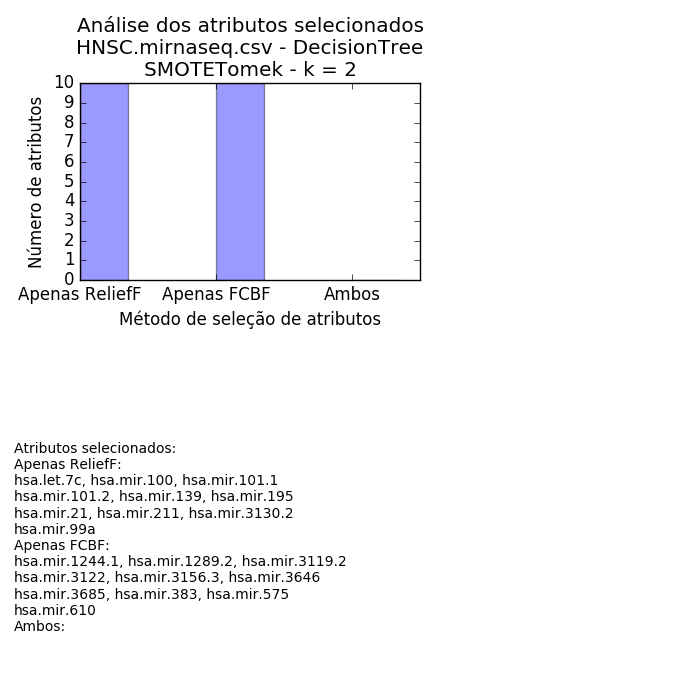 Análise dos atributos selecionados
HNSC.mirnaseq.csv - DecisionTree
SMOTETomek - k = 2
10
9
8
7
6
5
4
3
2
1
0
Número de atributos
Apenas ReliefF
Apenas FCBF
Ambos
Método de seleção de atributos
Atributos selecionados:
Apenas ReliefF:
hsa.let.7c, hsa.mir.100, hsa.mir.101.1
hsa.mir.101.2, hsa.mir.139, hsa.mir.195
hsa.mir.21, hsa.mir.211, hsa.mir.3130.2
hsa.mir.99a
Apenas FCBF:
hsa.mir.1244.1, hsa.mir.1289.2, hsa.mir.3119.2
hsa.mir.3122, hsa.mir.3156.3, hsa.mir.3646
hsa.mir.3685, hsa.mir.383, hsa.mir.575
hsa.mir.610
Ambos: